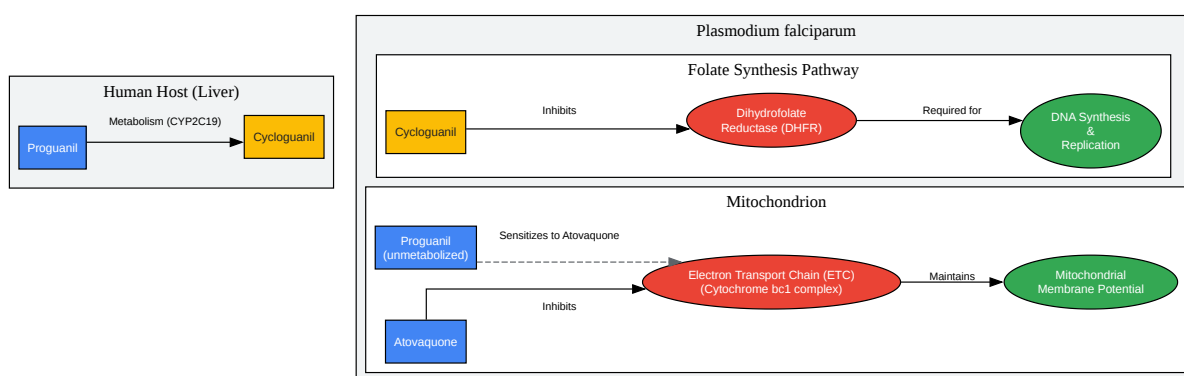 Plasmodium falciparum
Human Host (Liver)
Proguanil
Metabolism (CYP2C19)
Cycloguanil
Folate Synthesis Pathway
Cycloguanil
Inhibits
Dihydrofolate
Reductase (DHFR)
Required for
DNA Synthesis
&
Replication
Mitochondrion
Proguanil
(unmetabolized)
Sensitizes to Atovaquone
Atovaquone
Inhibits
Electron Transport Chain (ETC)
(Cytochrome bc1 complex)
Maintains
Mitochondrial
Membrane Potential